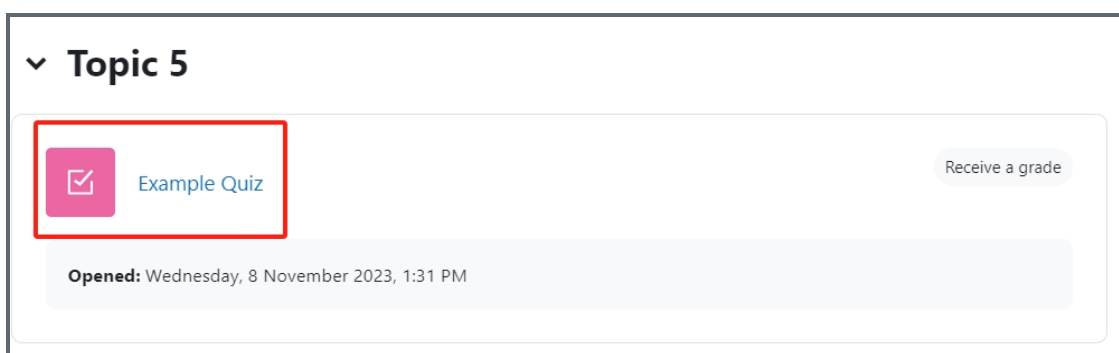 Topic 5
Example Quiz
Receive a grade
Opened: Wednesday, 8 November 2023, 1:31 PM